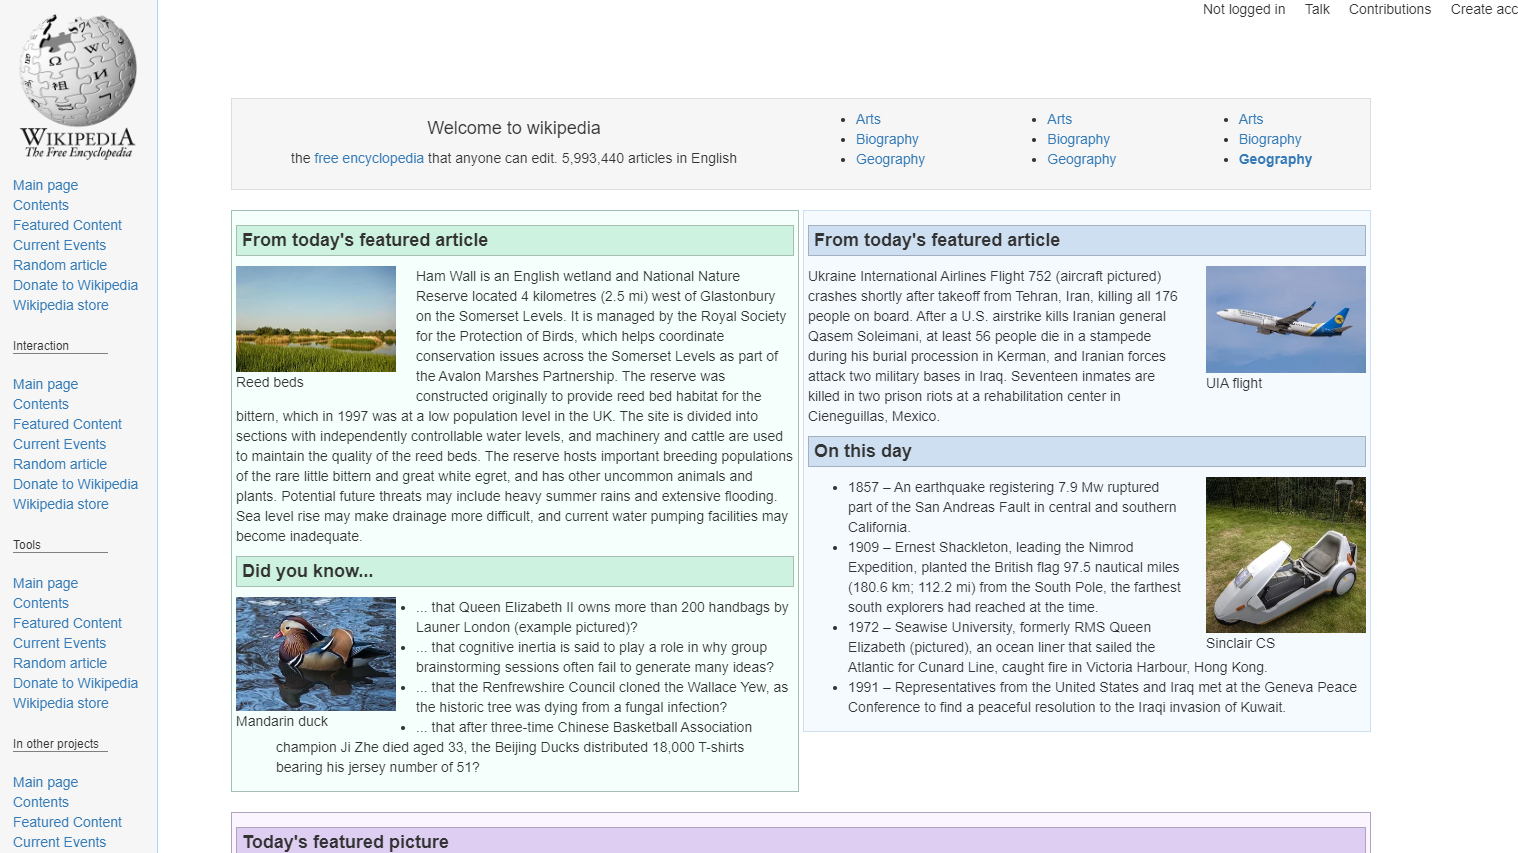 Not logged in Talk Contributions Create acc
WIKIPEDIA
The Free Encyclopedia
Main page
Contents
Featured Content
Current Events
Random article
Donate to Wikipedia
Wikipedia store
Interaction
Main page
Contents
Featured Content
Current Events
Random article
Donate to Wikipedia
Wikipedia store
Tools
Main page
Contents
Featured Content
Current Events
Random article
Donate to Wikipedia
Wikipedia store
In other projects
Main page
Contents
Featured Content
Current Events
Welcome to wikipedia
the free encyclopedia that anyone can edit. 5,993,440 articles in English
Arts
Biography
Geography
Arts
Biography
Geography
Arts
Biography
Geography
From today's featured article
Ham Wall is an English wetland and National Nature
Reserve located 4 kilometres (2.5 mi) west of Glastonbury
on the Somerset Levels. It is managed by the Royal Society
for the Protection of Birds, which helps coordinate
conservation issues across the Somerset Levels as part of
the Avalon Marshes Partnership. The reserve was
constructed originally to provide reed bed habitat for the
Reed beds
bittern, which in 1997 was at a low population level in the UK. The site is divided into
sections with independently controllable water levels, and machinery and cattle are used
to maintain the quality of the reed beds. The reserve hosts important breeding populations
of the rare little bittern and great white egret, and has other uncommon animals and
plants. Potential future threats may include heavy summer rains and extensive flooding.
Sea level rise may make drainage more difficult, and current water pumping facilities may
become inadequate.
Did you know...
... that Queen Elizabeth II owns more than 200 handbags by
Launer London (example pictured)?
... that cognitive inertia is said to play a role in why group
brainstorming sessions often fail to generate many ideas?
... that the Renfrewshire Council cloned the Wallace Yew, as
the historic tree was dying from a fungal infection?
Mandarin duck
... that after three-time Chinese Basketball Association
champion Ji Zhe died aged 33, the Beijing Ducks distributed 18,000 T-shirts
bearing his jersey number of 51?
From today's featured article
Ukraine International Airlines Flight 752 (aircraft pictured)
crashes shortly after takeoff from Tehran, Iran, killing all 176
people on board. After a U.S. airstrike kills Iranian general
Qasem Soleimani, at least 56 people die in a stampede
during his burial procession in Kerman, and Iranian forces
attack two military bases in Iraq. Seventeen inmates are
killed in two prison riots at a rehabilitation center in
Cieneguillas, Mexico.
UIA flight
On this day
1857 – An earthquake registering 7.9 Mw ruptured
part of the San Andreas Fault in central and southern
California.
1909 – Ernest Shackleton, leading the Nimrod
Expedition, planted the British flag 97.5 nautical miles
(180.6 km; 112.2 mi) from the South Pole, the farthest
south explorers had reached at the time.
1972 – Seawise University, formerly RMS Queen
Elizabeth (pictured), an ocean liner that sailed the
Sinclair CS
Atlantic for Cunard Line, caught fire in Victoria Harbour, Hong Kong.
1991 – Representatives from the United States and Iraq met at the Geneva Peace
Conference to find a peaceful resolution to the Iraqi invasion of Kuwait.
Today's featured picture